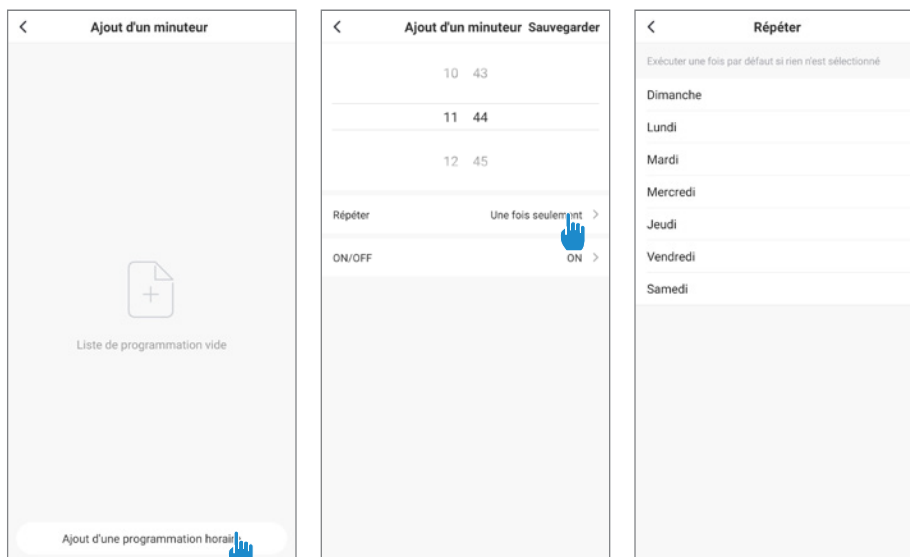 Ajout d'un minuteur
Liste de programmation vide
Ajout d'une programmation horaire
Ajout d'un minuteur Sauvegarder
10 43
11 44
12 45
Répéter Une fois seulement
ON/OFF ON
Répéter
Exécuter une fois par défaut si rien n'est sélectionné
Dimanche
Lundi
Mardi
Mercredi
Jeudi
Vendredi
Samedi